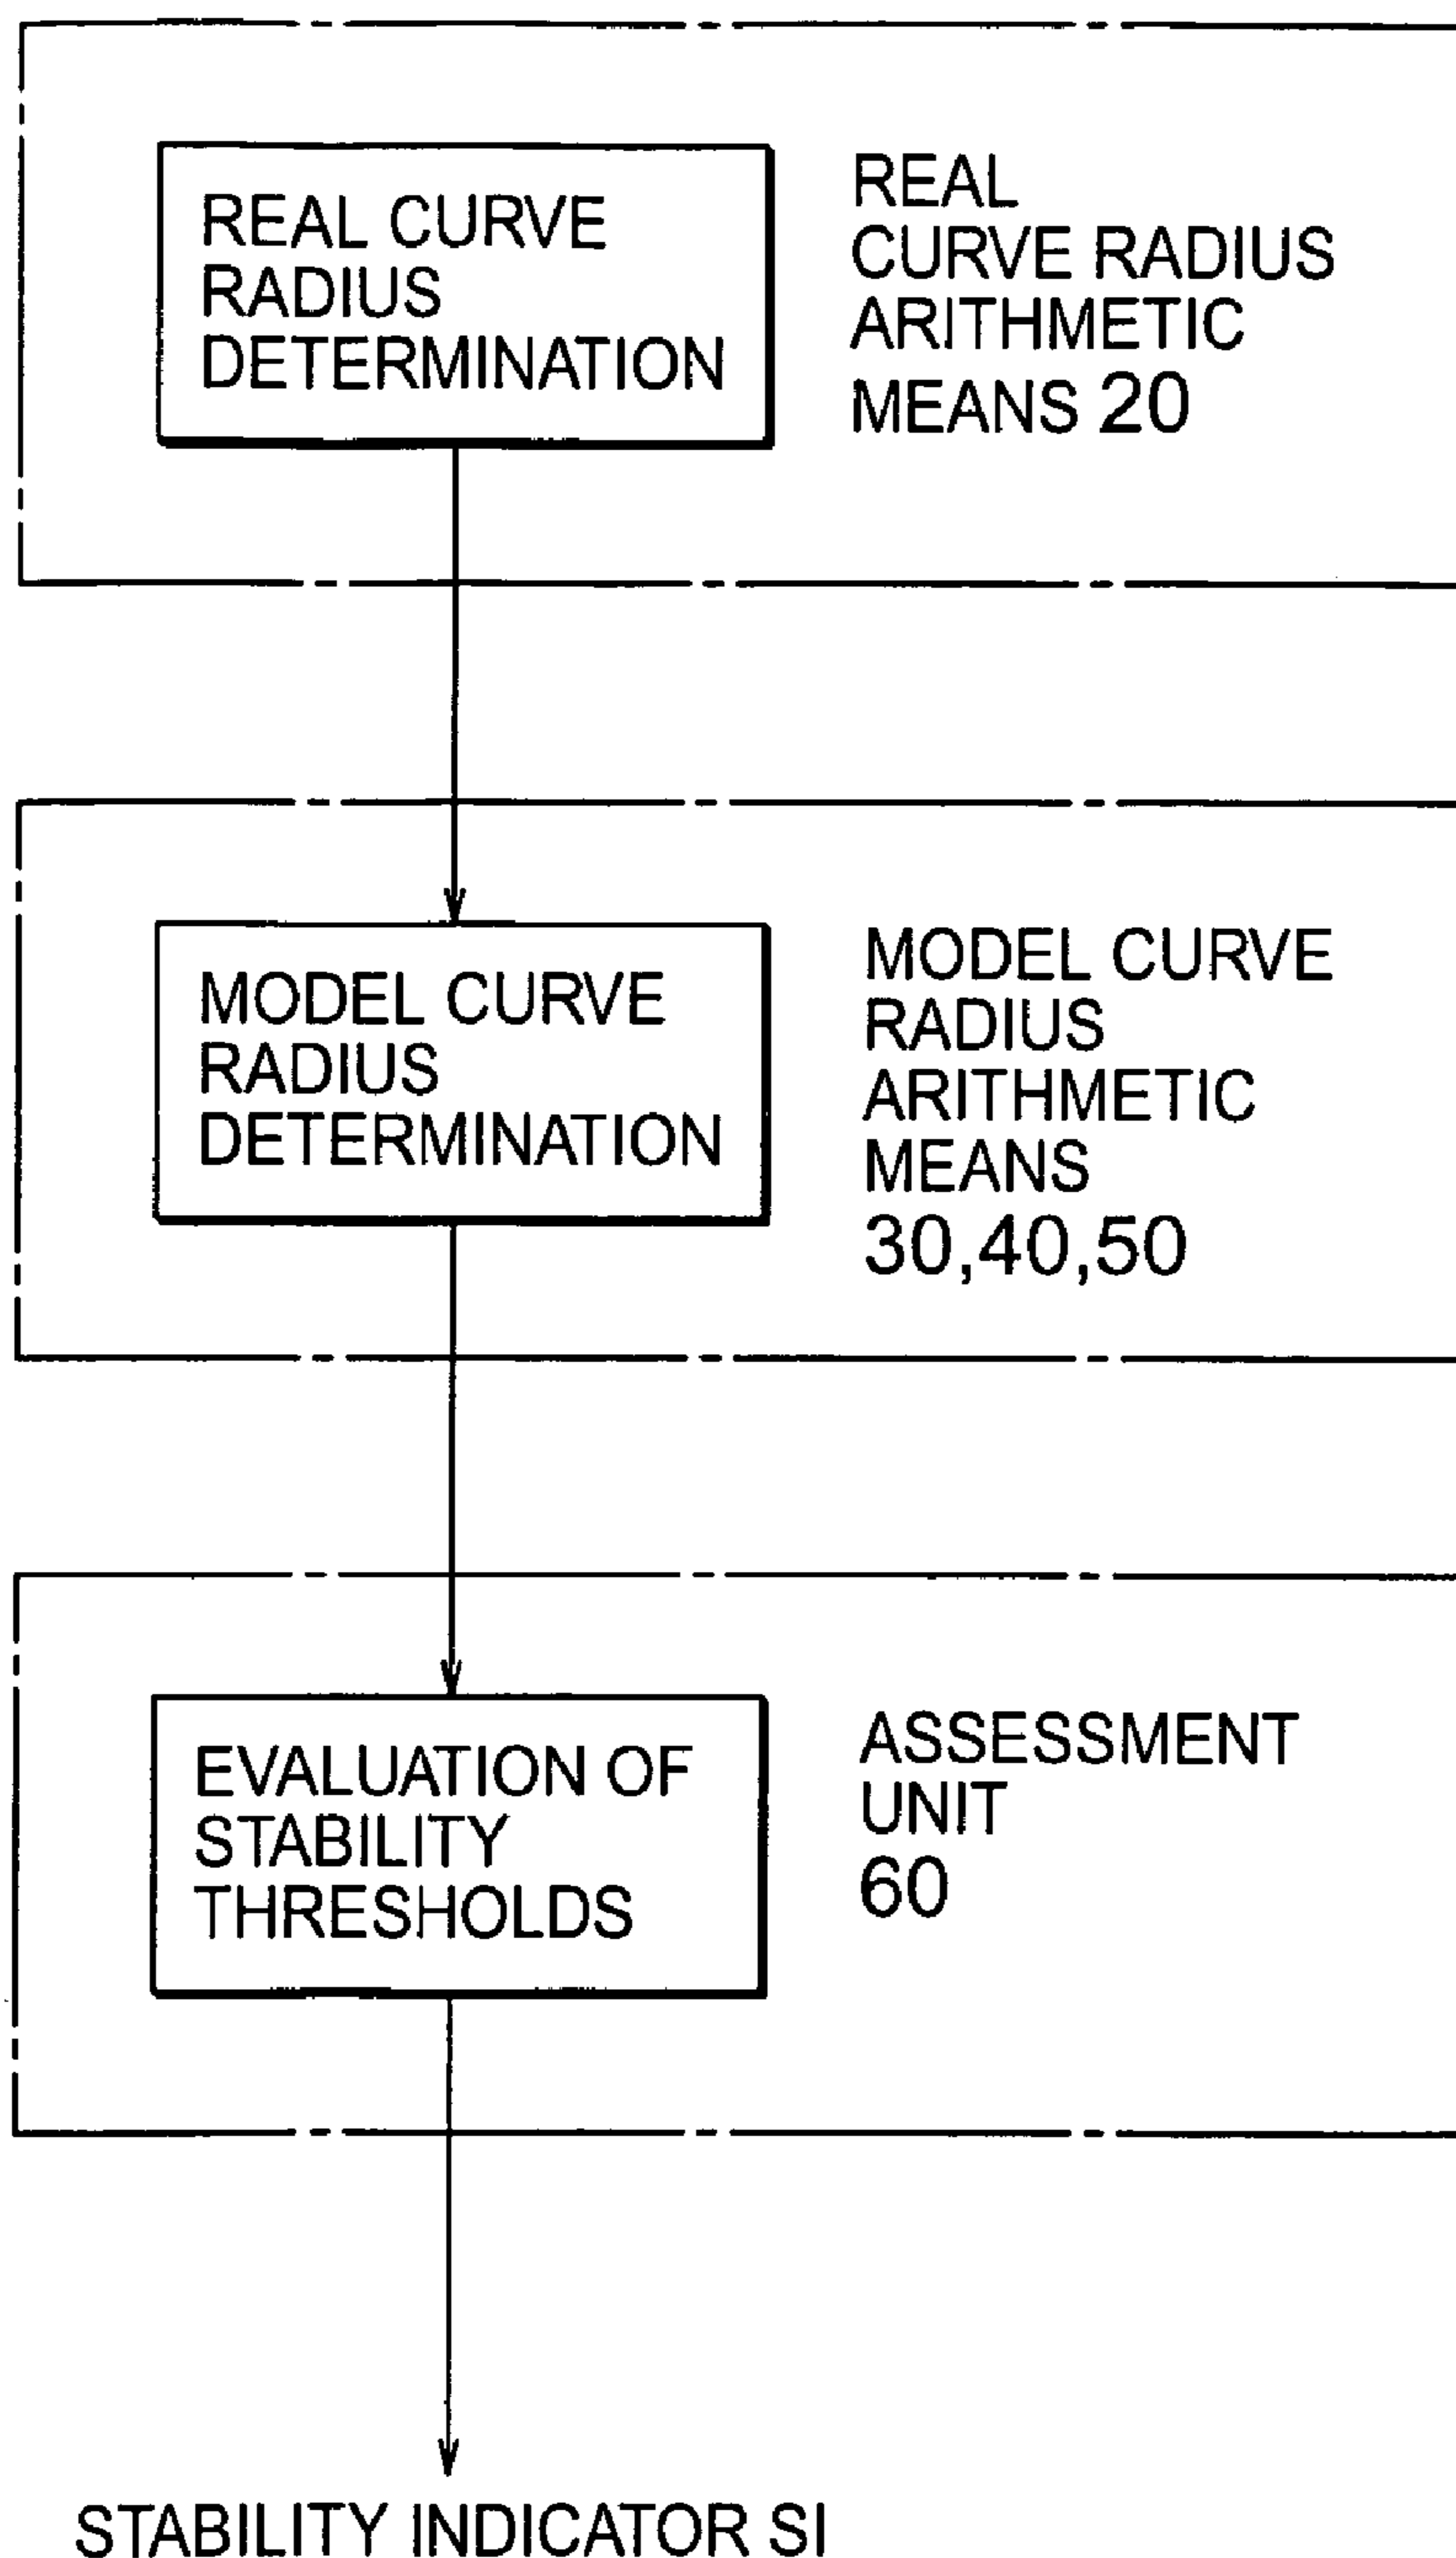 REAL CURVE
RADIUS
DETERMINATION
REAL
CURVE RADIUS
ARITHMETIC
MEANS 20
MODEL CURVE
RADIUS
DETERMINATION
MODEL CURVE
RADIUS
ARITHMETIC
MEANS
30,40,50
EVALUATION OF
STABILITY
THRESHOLDS
ASSESSMENT
UNIT
60
STABILITY INDICATOR SI